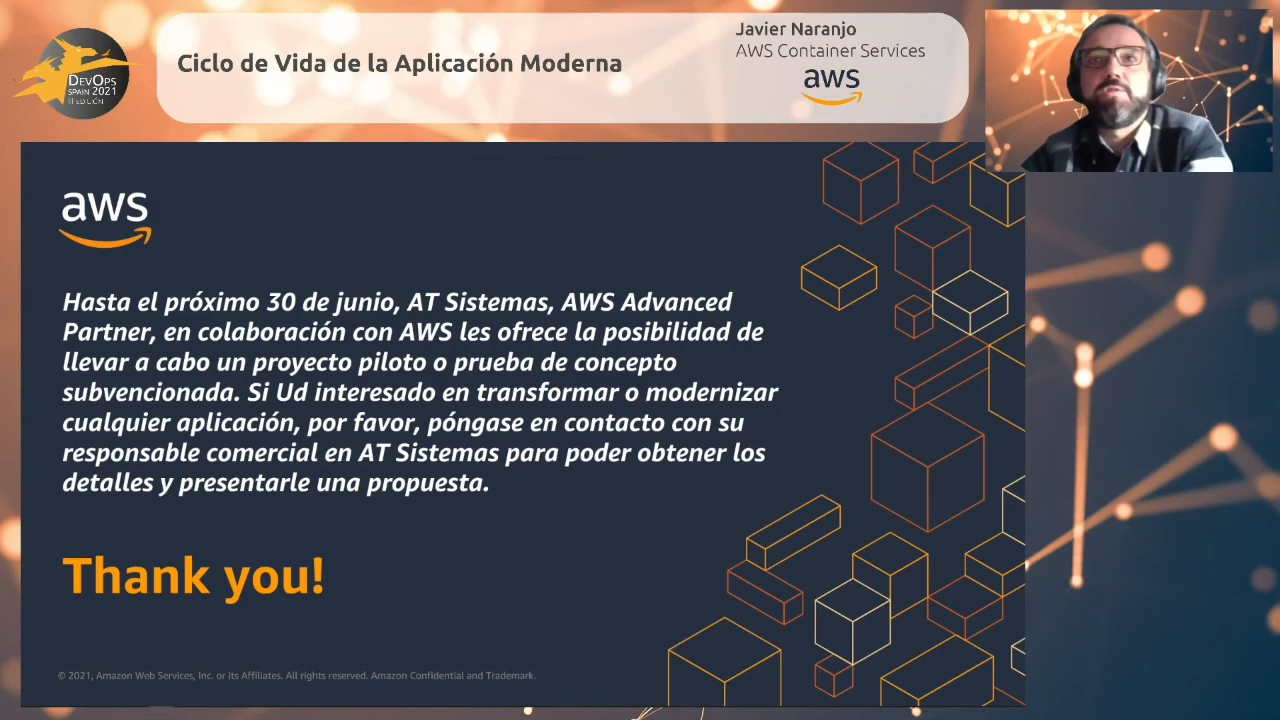 DEVOPS
SPAIN 2021
II EDICIÓN
Ciclo de Vida de la Aplicación Moderna
Javier Naranjo
AWS Container Services
aws
aws
Hasta el próximo 30 de junio, AT Sistemas, AWS Advanced
Partner, en colaboración con AWS les ofrece la posibilidad de
llevar a cabo un proyecto piloto o prueba de concepto
subvencionada. Si Ud interesado en transformar o modernizar
cualquier aplicación, por favor, póngase en contacto con su
responsable comercial en AT Sistemas para poder obtener los
detalles y presentarle una propuesta.
Thank you!
© 2021, Amazon Web Services, Inc. or its Affiliates. All rights reserved. Amazon Confidential and Trademark.